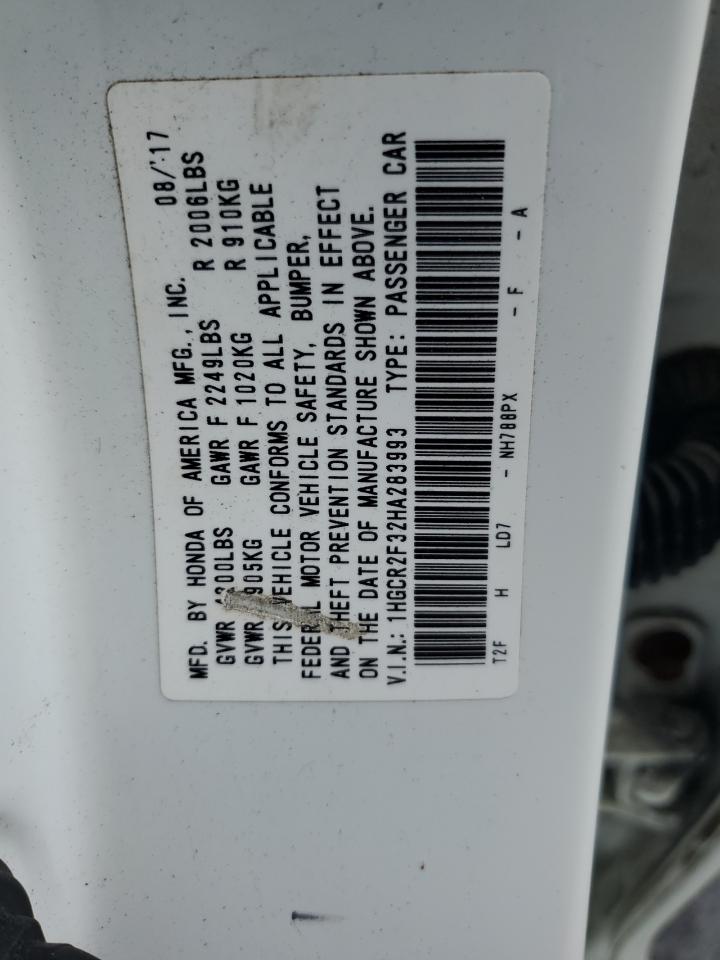 08/'17
MFD. BY HONDA OF AMERICA MFG., INC.
GVWR 4200LBS GAWR F 2249LBS R 2006LBS
GVWR 1905KG GAWR F 1020KG R 910KG
THIS VEHICLE CONFORMS TO ALL APPLICABLE
FEDERAL MOTOR VEHICLE SAFETY, BUMPER,
AND THEFT PREVENTION STANDARDS IN EFFECT
ON THE DATE OF MANUFACTURE SHOWN ABOVE.
V.I.N.: 1HGCR2F32HA283993 TYPE: PASSENGER CAR
T2F H LD7 - NH788PX - F - A